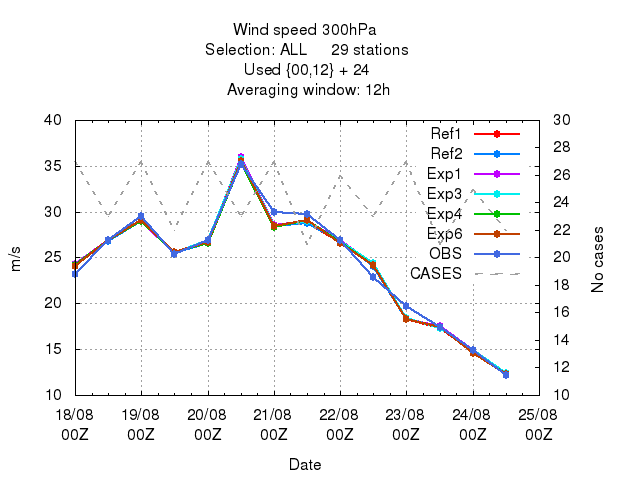 Wind speed 300hPa
Selection: ALL 29 stations
Used {00,12} + 24
Averaging window: 12h
40 30
28
35 26
24
30 22
25 20
18
20 16
14
15 12
10 10
m/s
No cases
Ref1
Ref2
Exp1
Exp3
Exp4
Exp6
OBS
CASES
18/08 19/08 20/08 21/08 22/08 23/08 24/08 25/08
00Z 00Z 00Z 00Z 00Z 00Z 00Z 00Z
Date